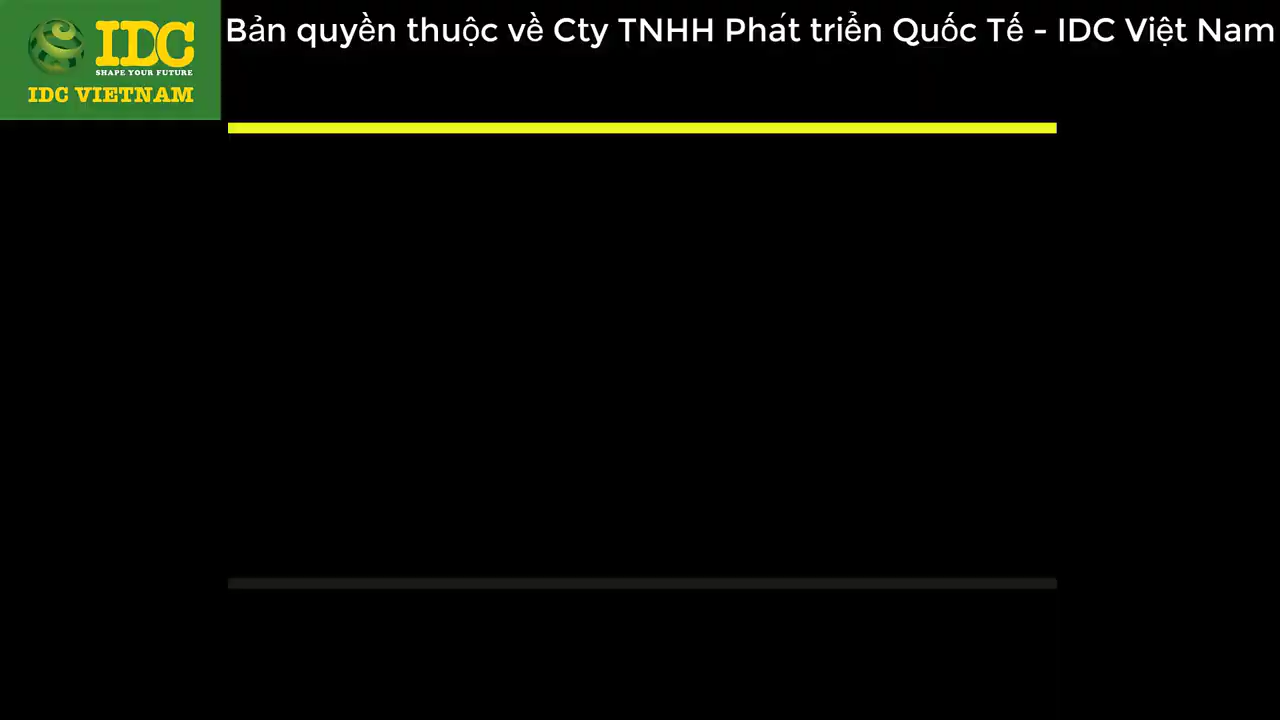 IDC
SHAPE YOUR FUTURE
IDC VIETNAM
Bản quyền thuộc về Cty TNHH Phát triển Quốc Tế - IDC Việt Nam